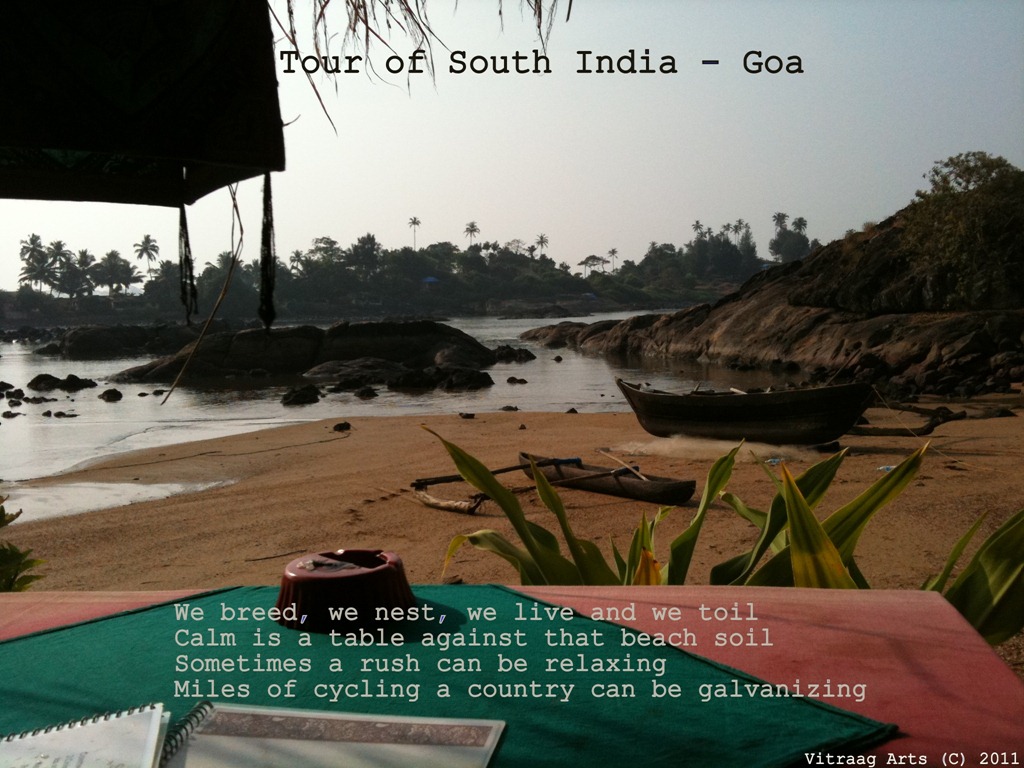 Tour of South India - Goa
We breed, we nest, we live and we toil
Calm is a table against that beach soil
Sometimes a rush can be relaxing
Miles of cycling a country can be galvanizing
Vitraag Arts (C) 2011